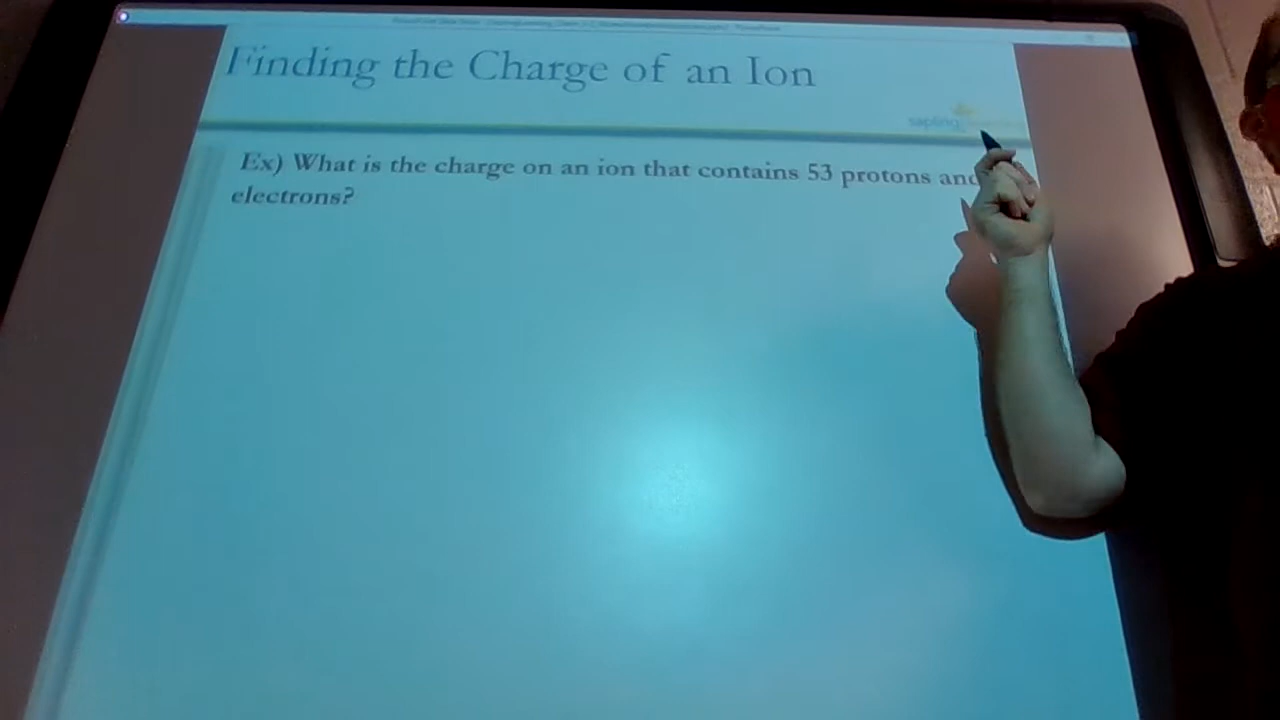 Finding the Charge of an Ion
sapling
Ex) What is the charge on an ion that contains 53 protons and
electrons?